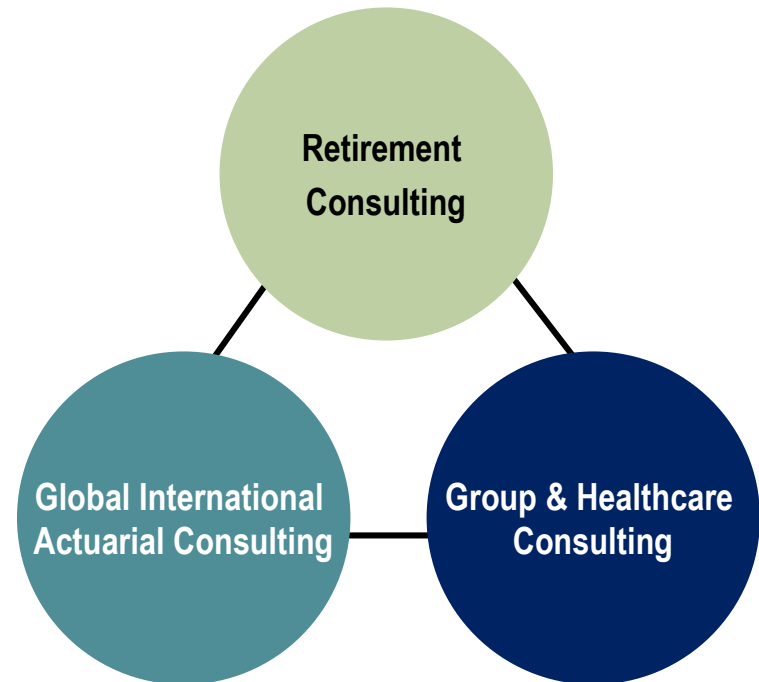 Retirement
Consulting
Global International
Actuarial Consulting
Group & Healthcare
Consulting